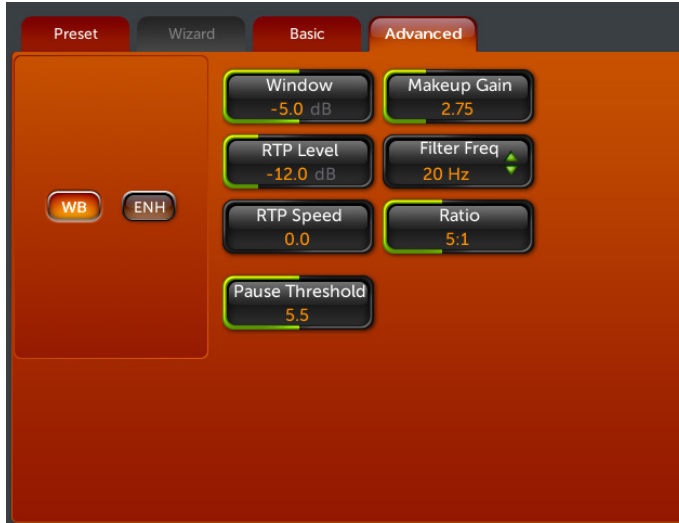 Preset Wizard Basic Advanced
Window Makeup Gain
-5.0 dB 2.75
RTP Level Filter Freq
-12.0 dB 20 Hz
WB ENH
RTP Speed Ratio
0.0 5:1
Pause Threshold
5.5